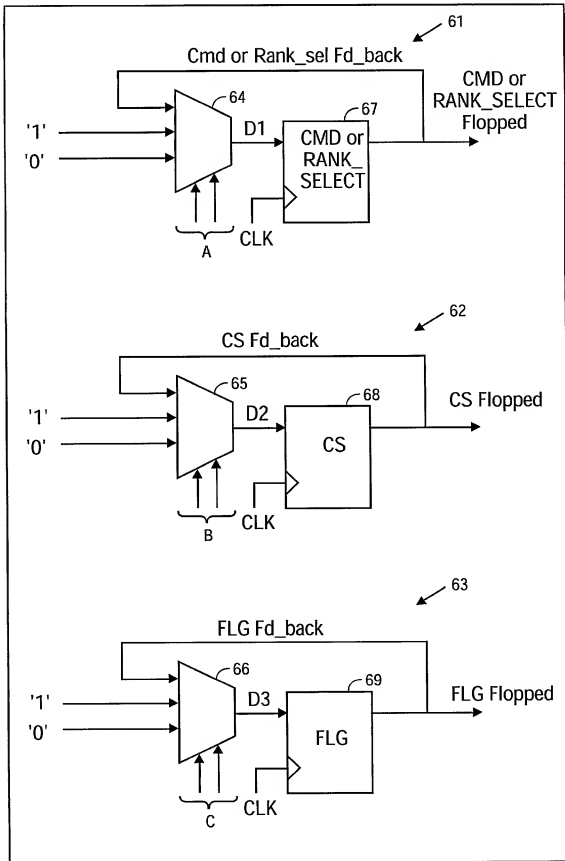 61
Cmd or Rank_sel Fd_back
CMD or
RANK_SELECT
Flopped
64
67
'1'
D1
CMD or
RANK_
SELECT
'0'
A
CLK
62
CS Fd_back
65
68
CS Flopped
'1'
D2
CS
'0'
B
CLK
63
FLG Fd_back
66
69
FLG Flopped
'1'
D3
FLG
'0'
C
CLK